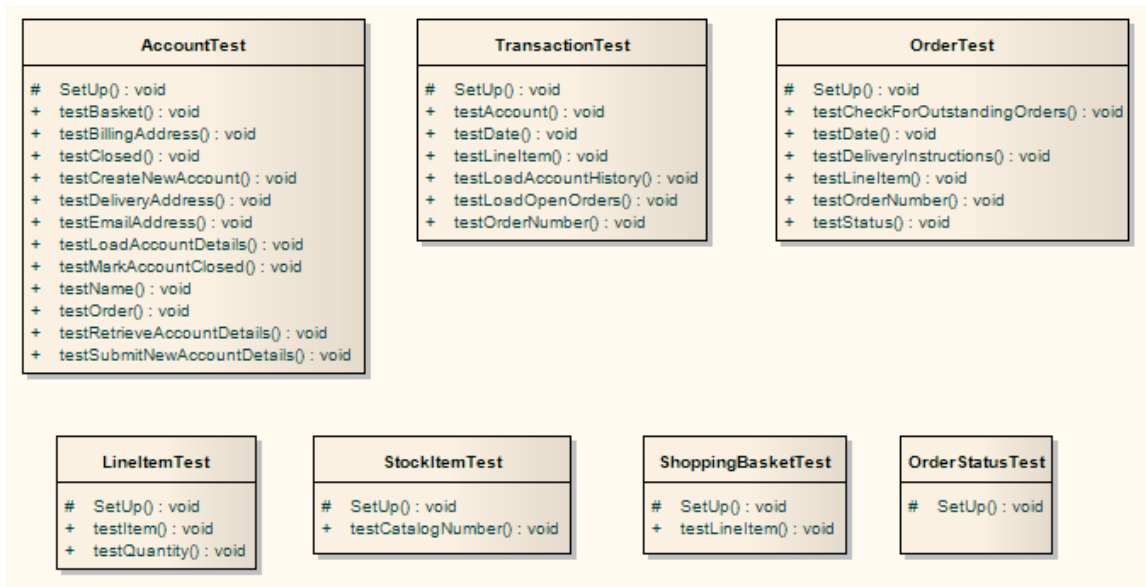 AccountTest
# SetUp() : void
+ testBasket() : void
+ testBillingAddress() : void
+ testClosed() : void
+ testCreateNewAccount() : void
+ testDeliveryAddress() : void
+ testEmailAddress() : void
+ testLoadAccountDetails() : void
+ testMarkAccountClosed() : void
+ testName() : void
+ testOrder() : void
+ testRetrieveAccountDetails() : void
+ testSubmitNewAccountDetails() : void
TransactionTest
# SetUp() : void
+ testAccount() : void
+ testDate() : void
+ testLineItem() : void
+ testLoadAccountHistory() : void
+ testLoadOpenOrders() : void
+ testOrderNumber() : void
OrderTest
# SetUp() : void
+ testCheckForOutstandingOrders() : void
+ testDate() : void
+ testDeliveryInstructions() : void
+ testLineItem() : void
+ testOrderNumber() : void
+ testStatus() : void
LineItemTest
# SetUp() : void
+ testItem() : void
+ testQuantity() : void
StockItemTest
# SetUp() : void
+ testCatalogNumber() : void
ShoppingBasketTest
# SetUp() : void
+ testLineItem() : void
OrderStatusTest
# SetUp() : void